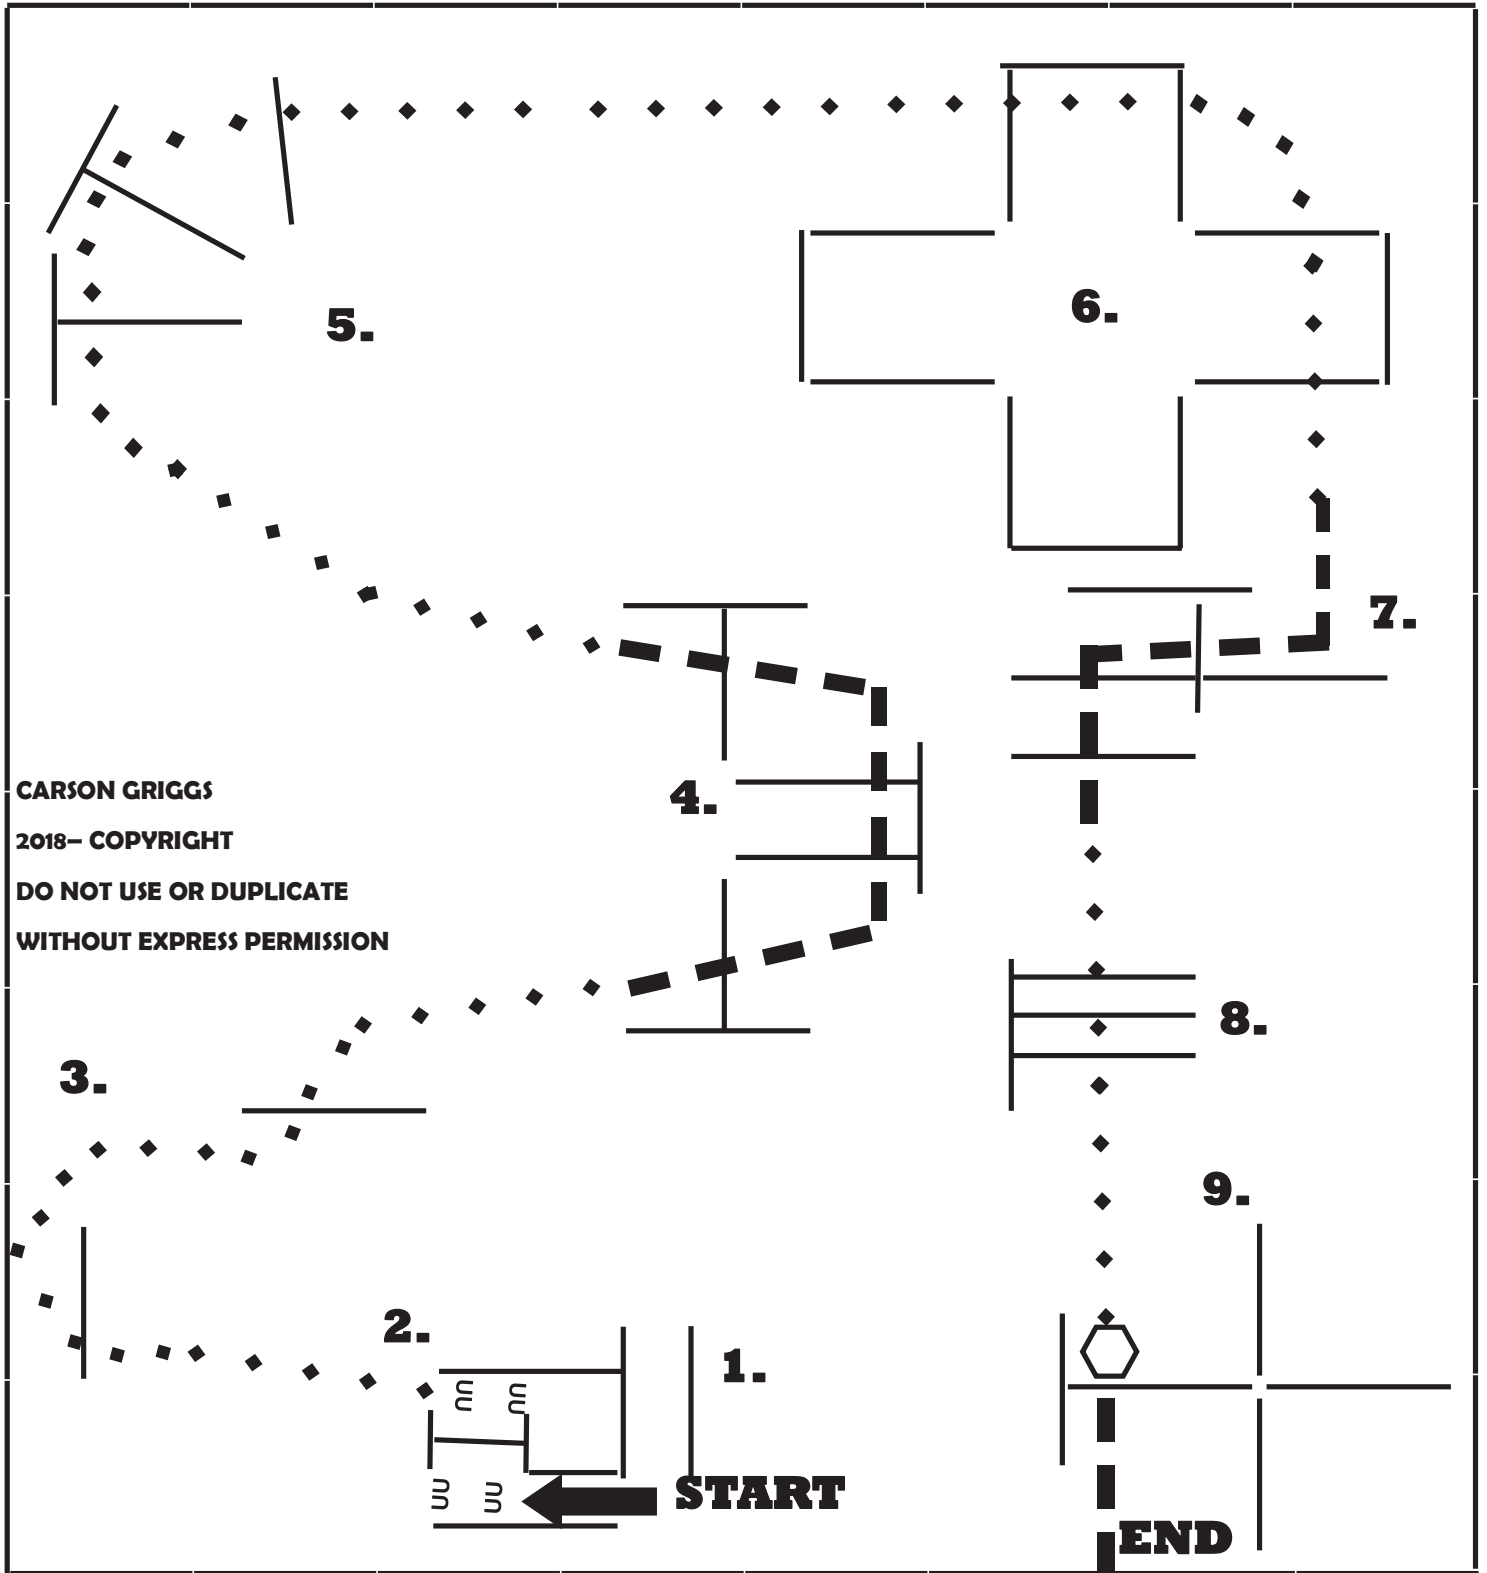 5.
6.
7.
4.
CARSON GRIGGS
2018– COPYRIGHT
DO NOT USE OR DUPLICATE
WITHOUT EXPRESS PERMISSION
8.
3.
9.
2.
1.
START
END